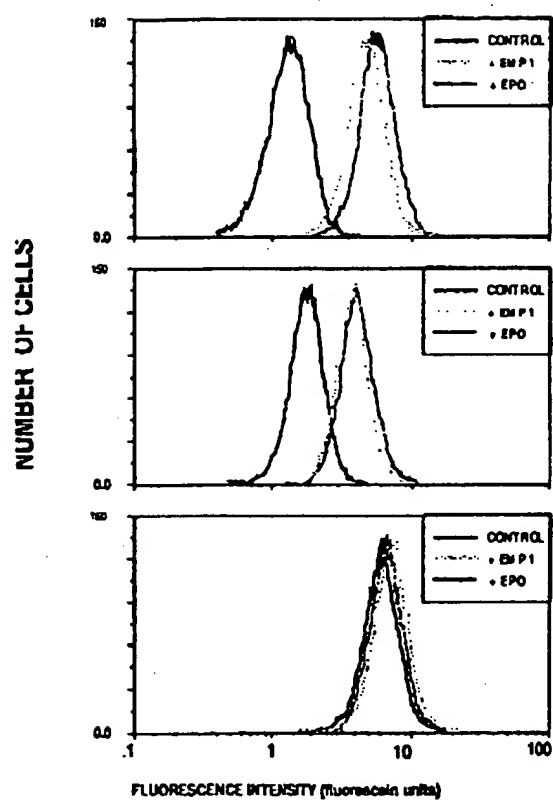 150
CONTROL
+ EMP1
+ EPO
0.0
NUMBER OF CELLS
150
CONTROL
+ EMP1
+ EPO
0.0
150
CONTROL
+ EMP1
+ EPO
0.0
.1
1
10
100
FLUORESCENCE INTENSITY (fluorescein units)